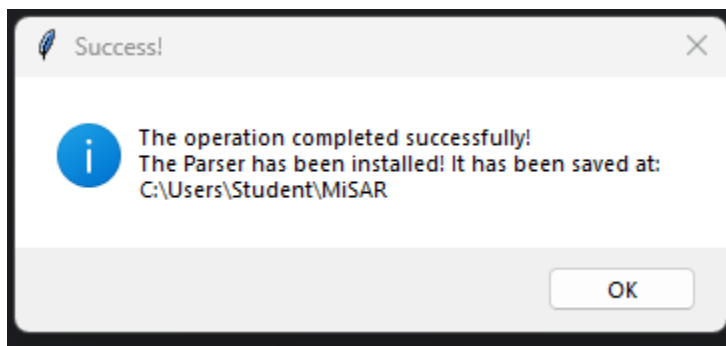 Success!
The operation completed successfully!
The Parser has been installed! It has been saved at:
C:\Users\Student\MiSAR
OK